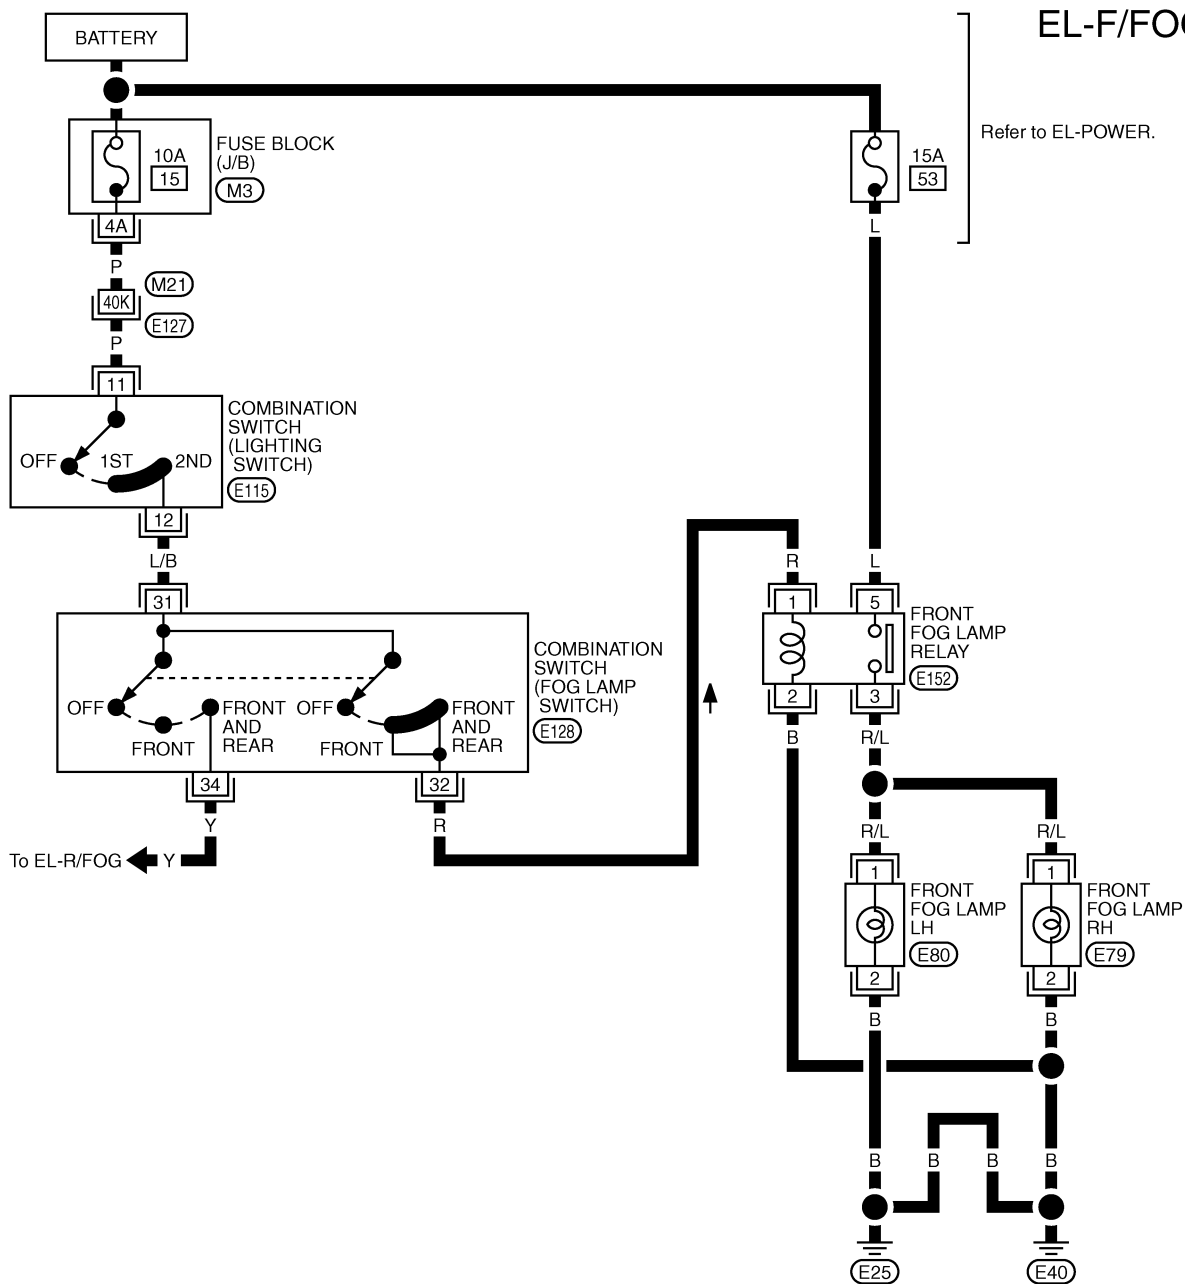 EL-F/FO
BATTERY
Refer to EL-POWER.
FUSE BLOCK
(J/B)
M3
10A
15
15A
53
4A
L
P
M21
40K
E127
P
11
COMBINATION
SWITCH
(LIGHTING
SWITCH)
E115
OFF
1ST
2ND
12
L/B
R
L
31
1
5
FRONT
FOG LAMP
RELAY
E152
COMBINATION
SWITCH
(FOG LAMP
SWITCH)
E128
OFF
FRONT
FRONT
AND
REAR
OFF
FRONT
FRONT
AND
REAR
2
3
B
R/L
34
32
Y
R
R/L
R/L
To EL-R/FOG
Y
1
1
FRONT
FOG LAMP
LH
E80
FRONT
FOG LAMP
RH
E79
2
2
B
B
B
B
B
B
E25
E40